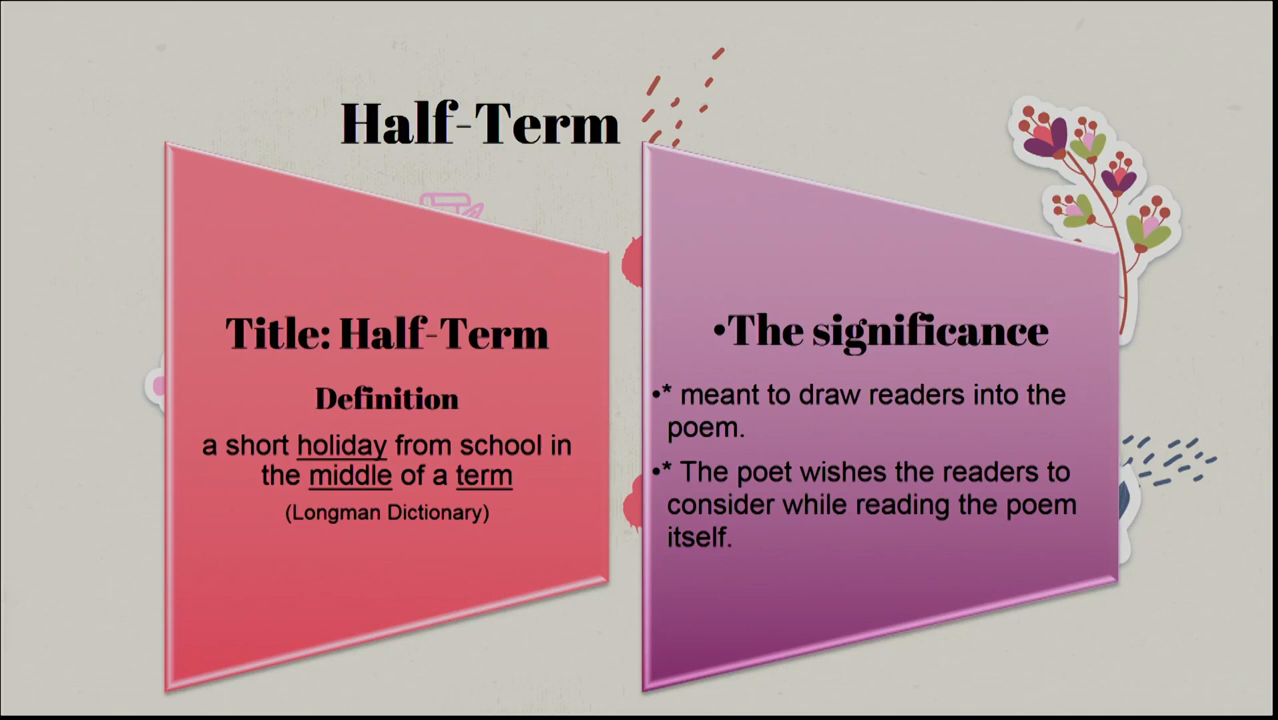 Half-Term
Title: Half-Term
Definition
a short holiday from school in
the middle of a term
(Longman Dictionary)
•The significance
•* meant to draw readers into the
poem.
•* The poet wishes the readers to
consider while reading the poem
itself.